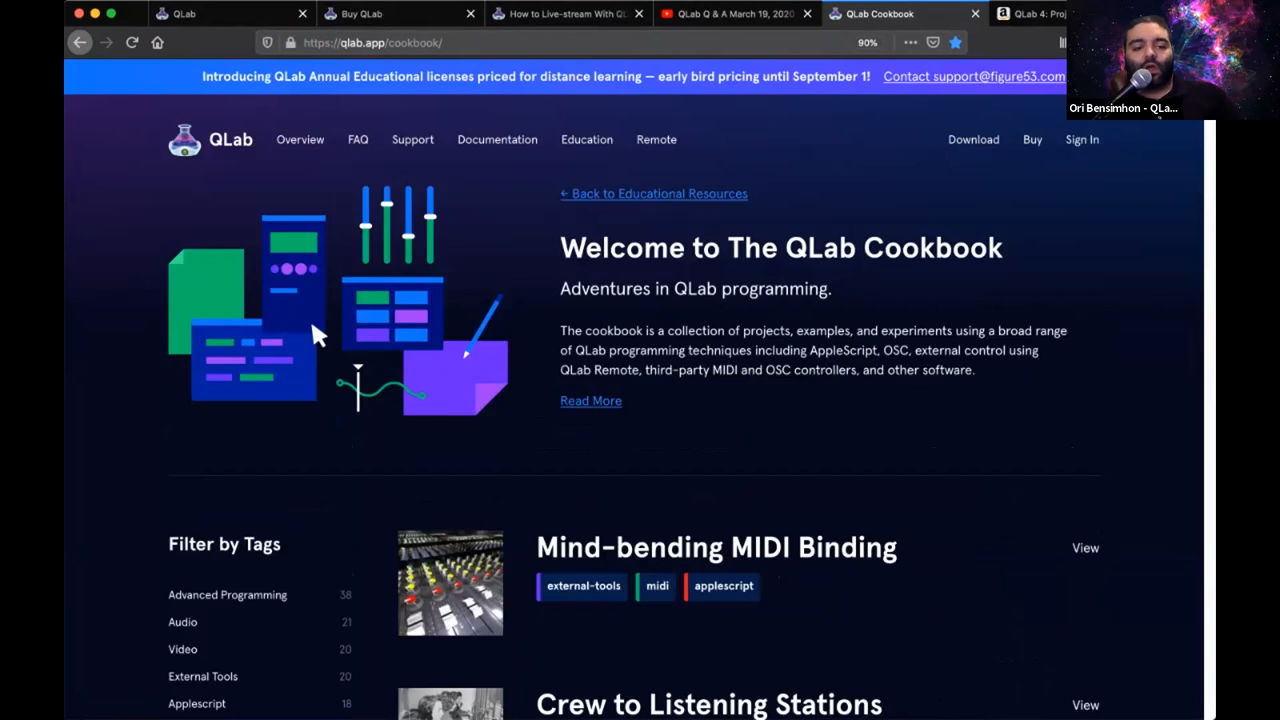 QLab
Buy QLab
How to Live-stream With QL
QLab Q & A March 19, 2020
QLab Cookbook
QLab 4: Proj
https://qlab.app/cookbook/
90%
Introducing QLab Annual Educational licenses priced for distance learning — early bird pricing until September 1! Contact support@figure53.com
Ori Bensimhon - QLa...
QLab
Overview
FAQ
Support
Documentation
Education
Remote
Download
Buy
Sign In
← Back to Educational Resources
Welcome to The QLab Cookbook
Adventures in QLab programming.
The cookbook is a collection of projects, examples, and experiments using a broad range
of QLab programming techniques including AppleScript, OSC, external control using
QLab Remote, third-party MIDI and OSC controllers, and other software.
Read More
Filter by Tags
Advanced Programming 38
Audio 21
Video 20
External Tools 20
Applescript 18
Mind-bending MIDI Binding
View
external-tools
midi
applescript
Crew to Listening Stations
View